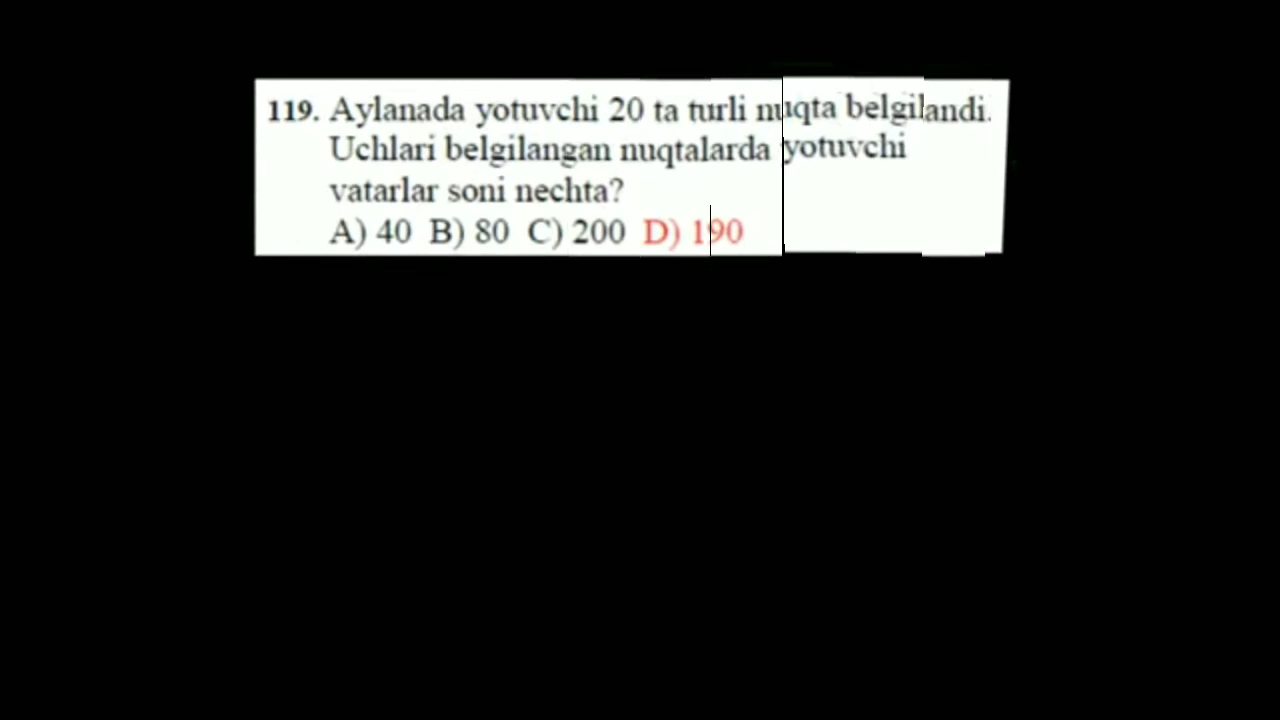 119. Aylanada yotuvchi 20 ta turli nuqta belgilandi.
Uchlari belgilangan nuqtalarda yotuvchi
vatarlar soni nechta?
A) 40 B) 80 C) 200 D) 190